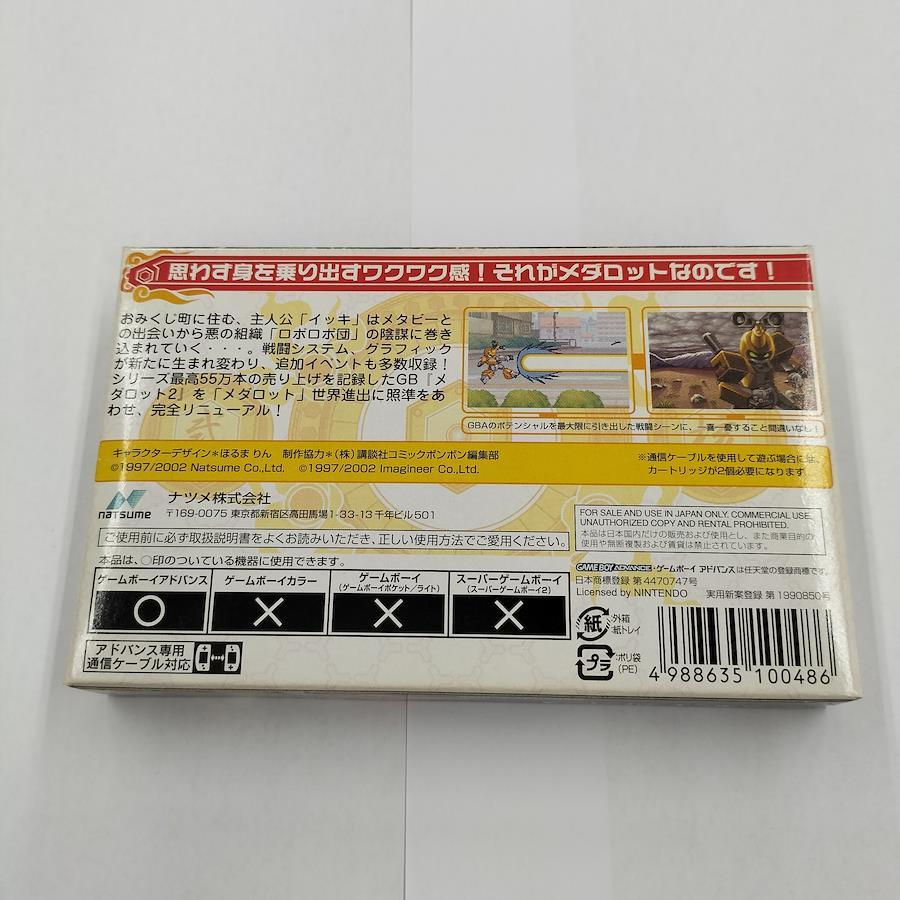 思わず身を乗り出すワクワク感！それがメダロットなのです！
おみくじ町に住む、主人公「イッキ」はメタビーと
の出会いから悪の組織「ロボロボ団」の陰謀に巻き
込まれていく・・・。戦闘システム、グラフィック
が新たに生まれ変わり、追加イベントも多数収録！
シリーズ最高55万本の売り上げを記録したGB『メ
ダロット2』を「メダロット」世界進出に照準をあ
わせ、完全リニューアル！
GBAのポテンシャルを最大限に引き出した戦闘シーンに、一喜一憂すること間違いなし！
キャラクターデザイン*ほるま りん 制作協力*(株)講談社コミックボンボン編集部
©1997/2002 Natsume Co.,Ltd. ©1997/2002 Imagineer Co.,Ltd.
※通信ケーブルを使用して遊ぶ場合には、
カートリッジが2個必要になります。
natsume
ナツメ株式会社
〒169-0075 東京都新宿区高田馬場1-33-13 千年ビル501
ご使用前に必ず取扱説明書をよくお読みいただき、正しい使用方法でご愛用ください。
FOR SALE AND USE IN JAPAN ONLY. COMMERCIAL USE,
UNAUTHORIZED COPY AND RENTAL PROHIBITED.
本品は日本国内だけの販売および使用とし、また商業目的の
使用や無断複製および賃貸は禁止されています。
本品は、○印のついている機器に使用できます。
ゲームボーイアドバンス
ゲームボーイカラー
ゲームボーイ
(ゲームボーイポケット／ライト)
スーパーゲームボーイ
(スーパーゲームボーイ2)
GAME BOY ADVANCE・ゲームボーイ アドバンスは任天堂の登録商標です。
日本商標登録 第4470747号
Licensed by NINTENDO 実用新案登録 第1990850号
アドバンス専用
通信ケーブル対応
紙
外箱
紙トレイ
プラ
ポリ袋
(PE)
4 988635 100486